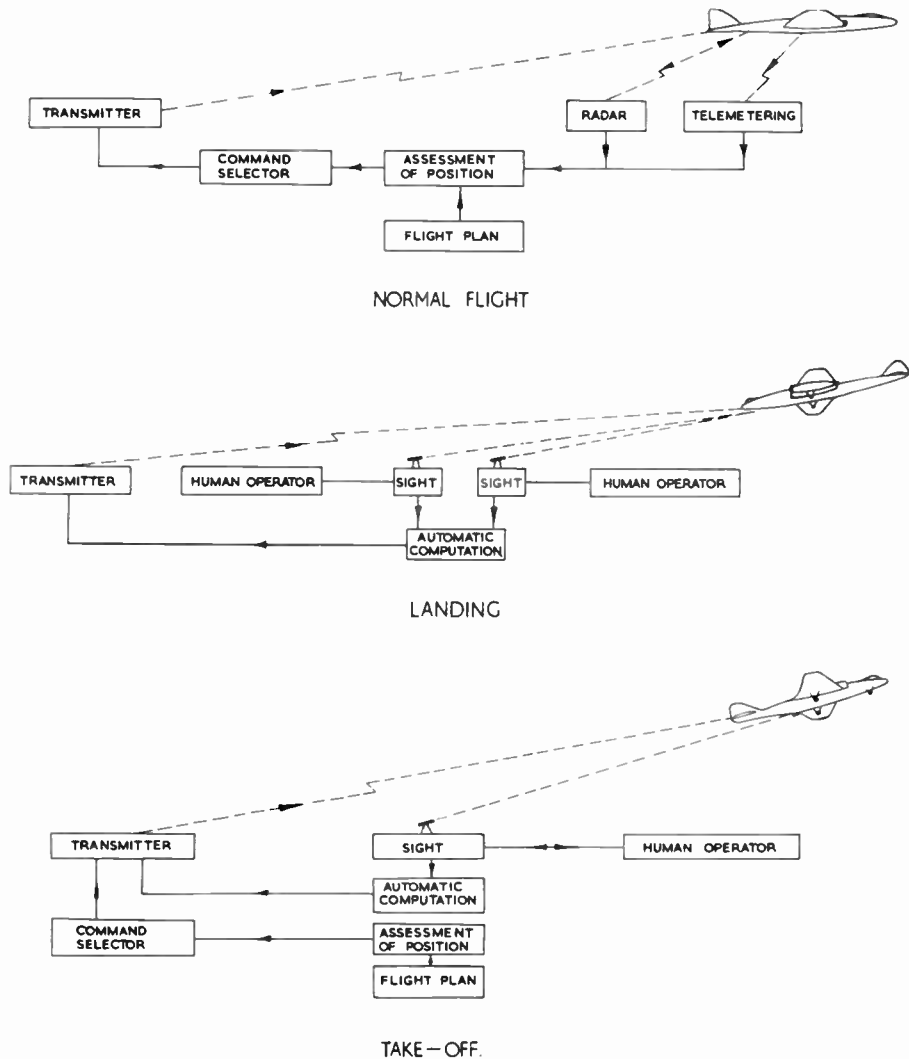 TRANSMITTER
RADAR
TELEMETERING
COMMAND
SELECTOR
ASSESSMENT
OF POSITION
FLIGHT PLAN
NORMAL FLIGHT
TRANSMITTER
HUMAN OPERATOR
SIGHT
SIGHT
HUMAN OPERATOR
AUTOMATIC
COMPUTATION
LANDING
TRANSMITTER
SIGHT
HUMAN OPERATOR
AUTOMATIC
COMPUTATION
COMMAND
SELECTOR
ASSESSMENT
OF POSITION
FLIGHT PLAN
TAKE-OFF.